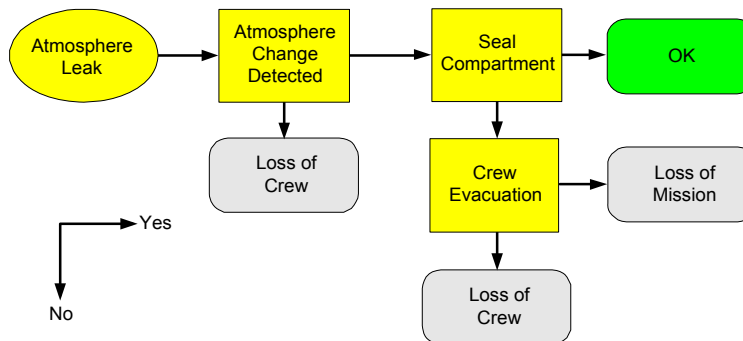 Atmosphere
Leak
Atmosphere
Change
Detected
Seal
Compartment
OK
Loss of
Crew
Crew
Evacuation
Loss of
Mission
Yes
No
Loss of
Crew